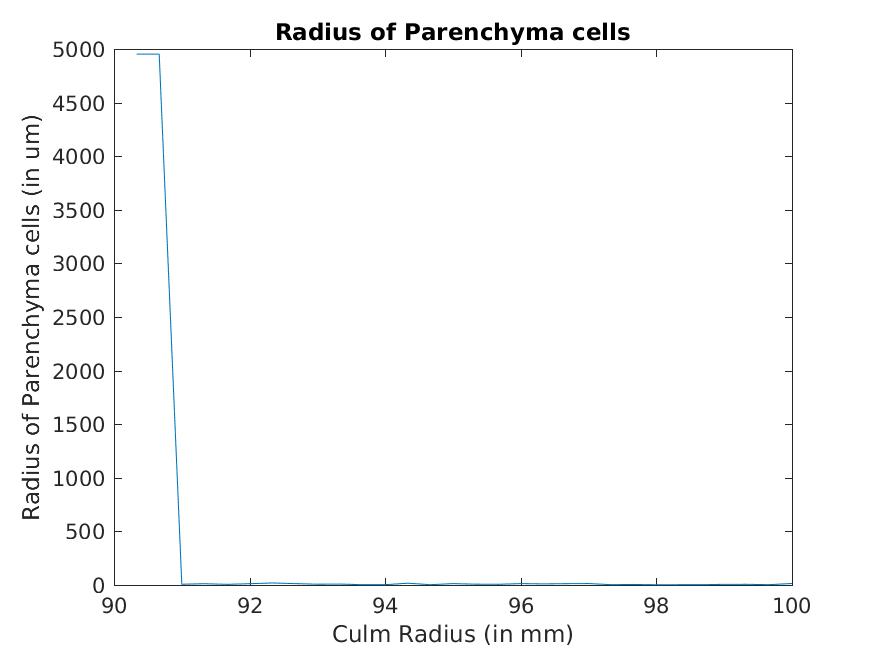 Radius of Parenchyma cells
5000
4500
4000
3500
3000
2500
2000
1500
1000
500
0
Radius of Parenchyma cells (in um)
90 92 94 96 98 100
Culm Radius (in mm)